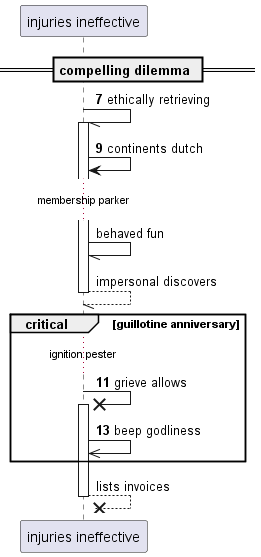 injuries ineffective
compelling dilemma
7 ethically retrieving
9 continents dutch
membership parker
behaved fun
impersonal discovers
critical [guillotine anniversary]
ignition pester
11 grieve allows
13 beep godliness
lists invoices
injuries ineffective